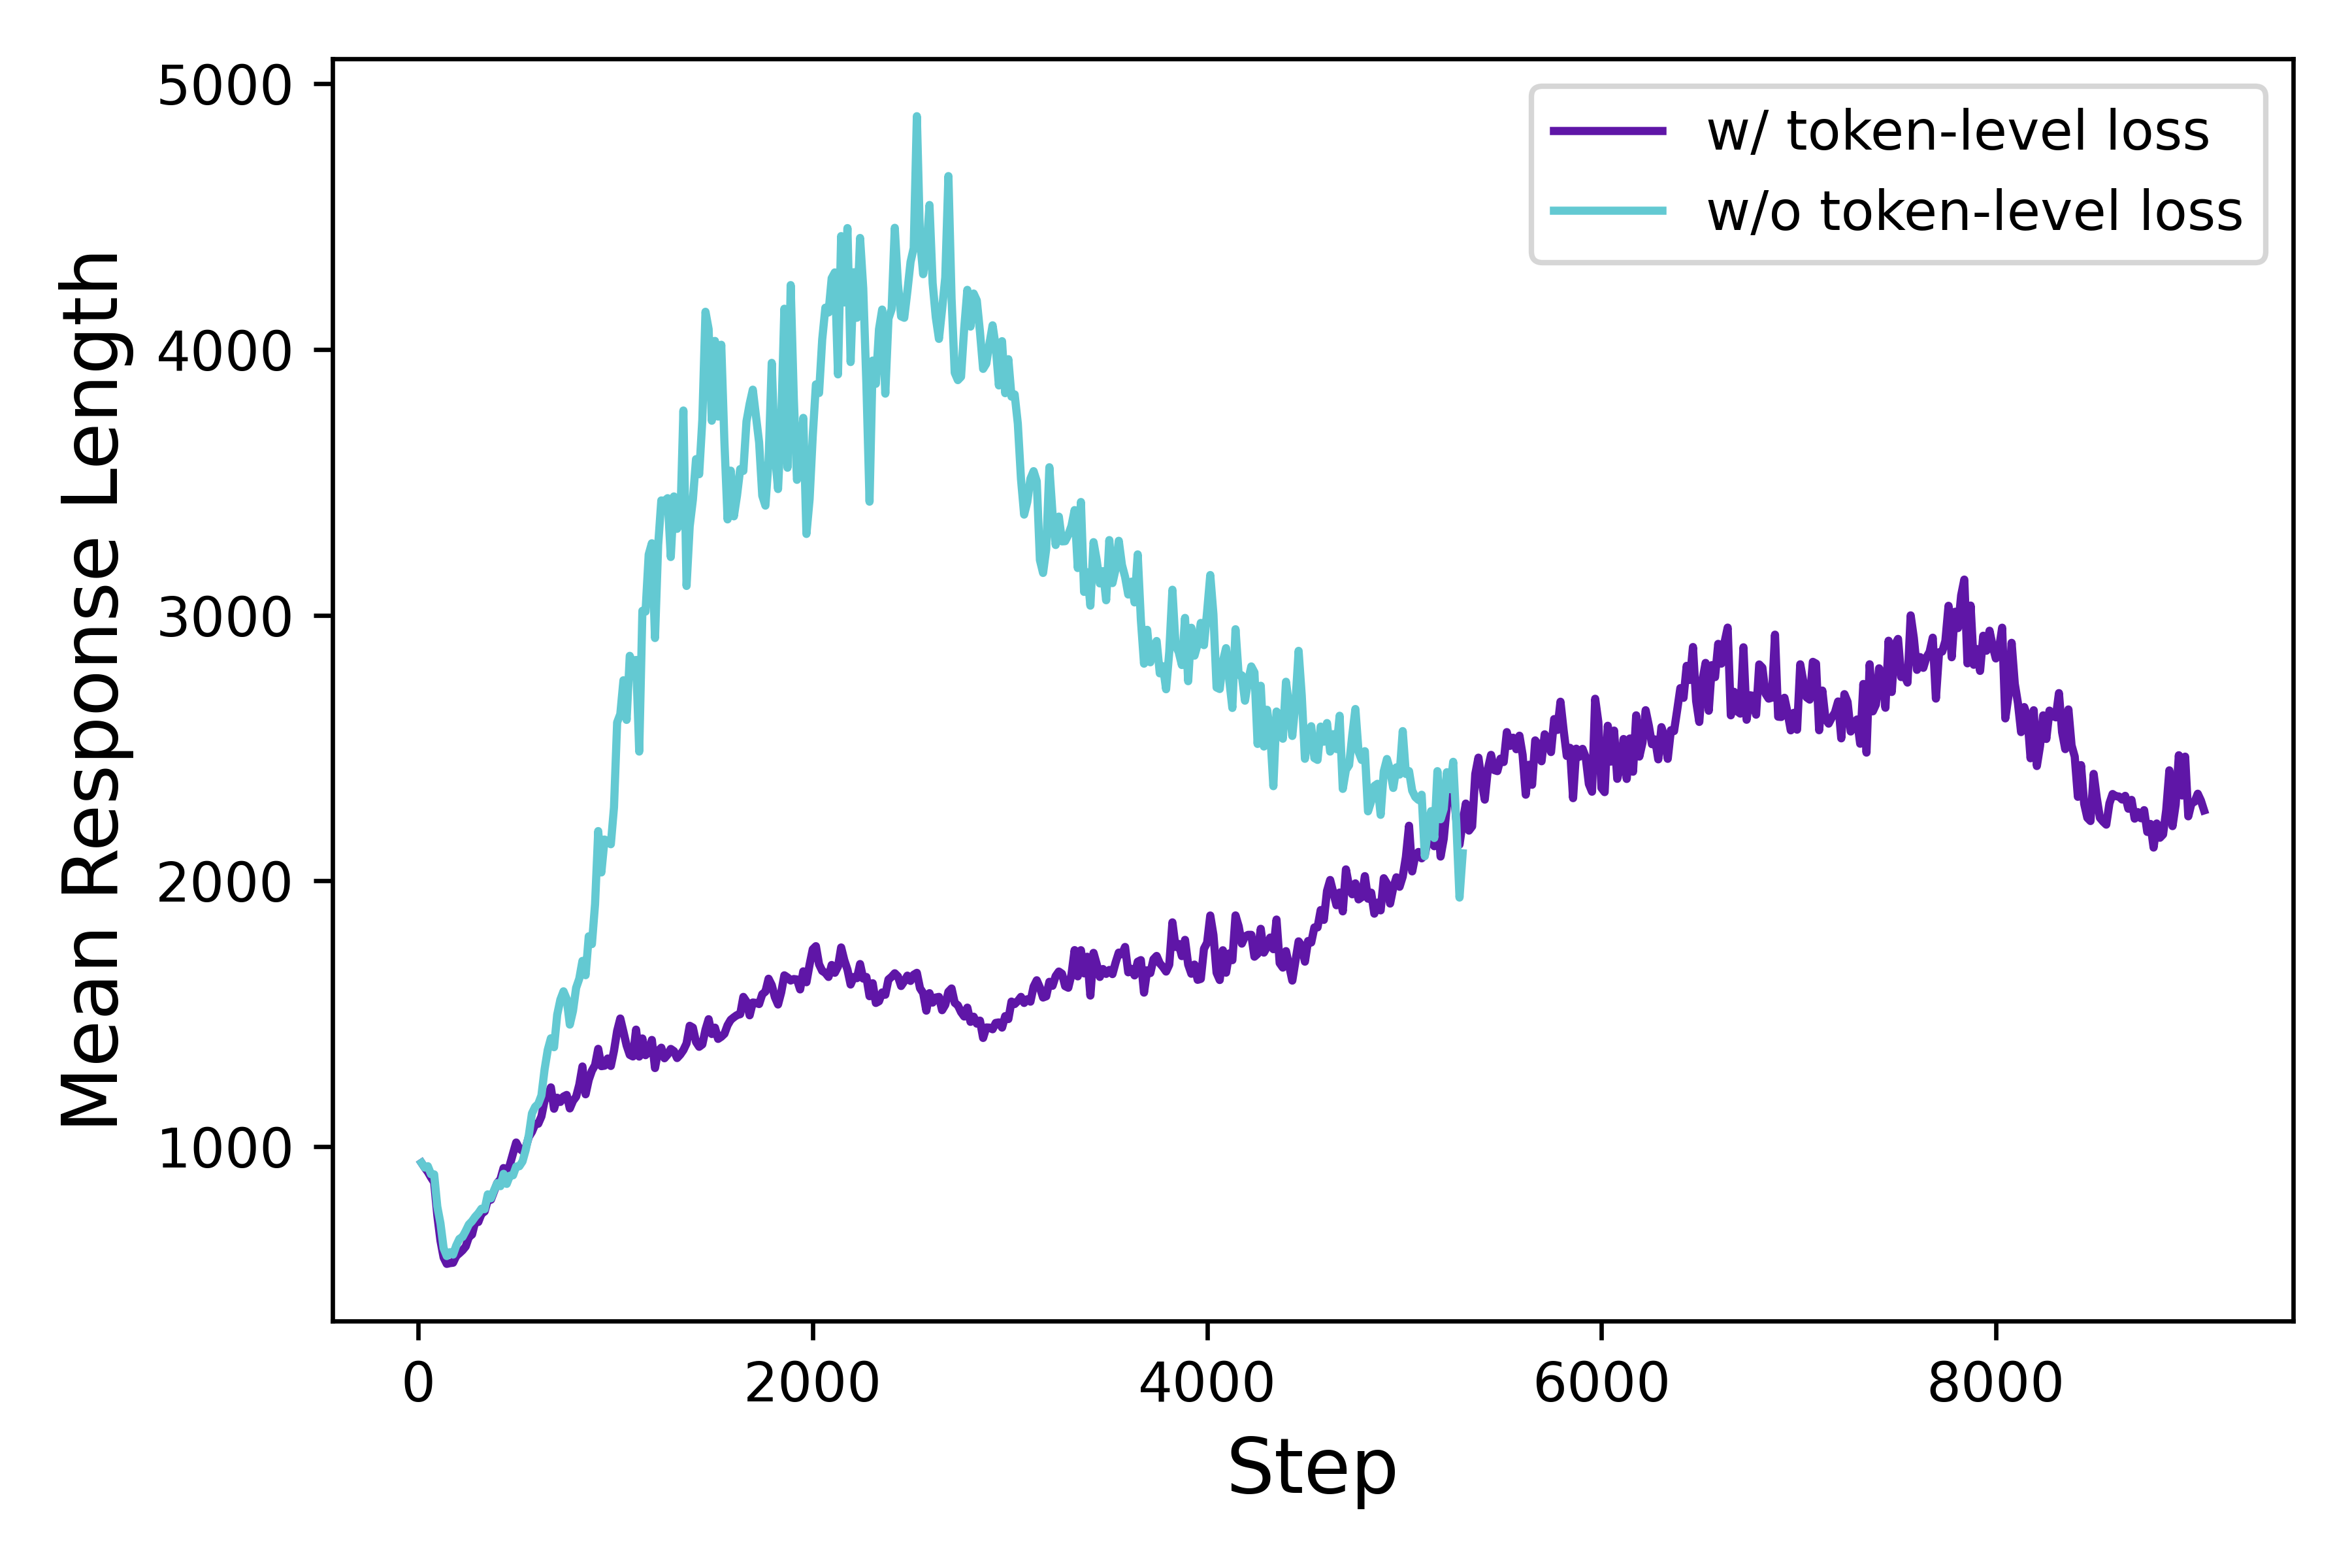 5000
4000
3000
2000
1000
Mean Response Length
w/ token-level loss
w/o token-level loss
0 2000 4000 6000 8000
Step